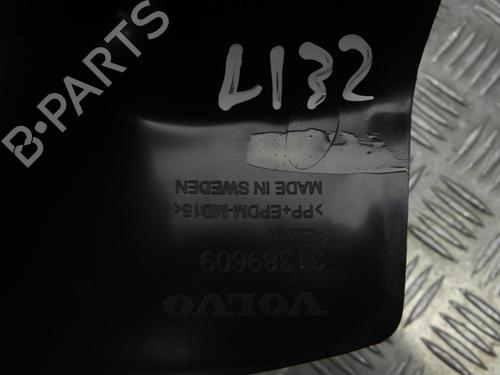 B-PARTS
L132
VOLVO
31389609
>PP+EPDM-MD15<
MADE IN SWEDEN